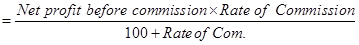 = Net profit before commission×Rate of Commission
100+Rate of Com.